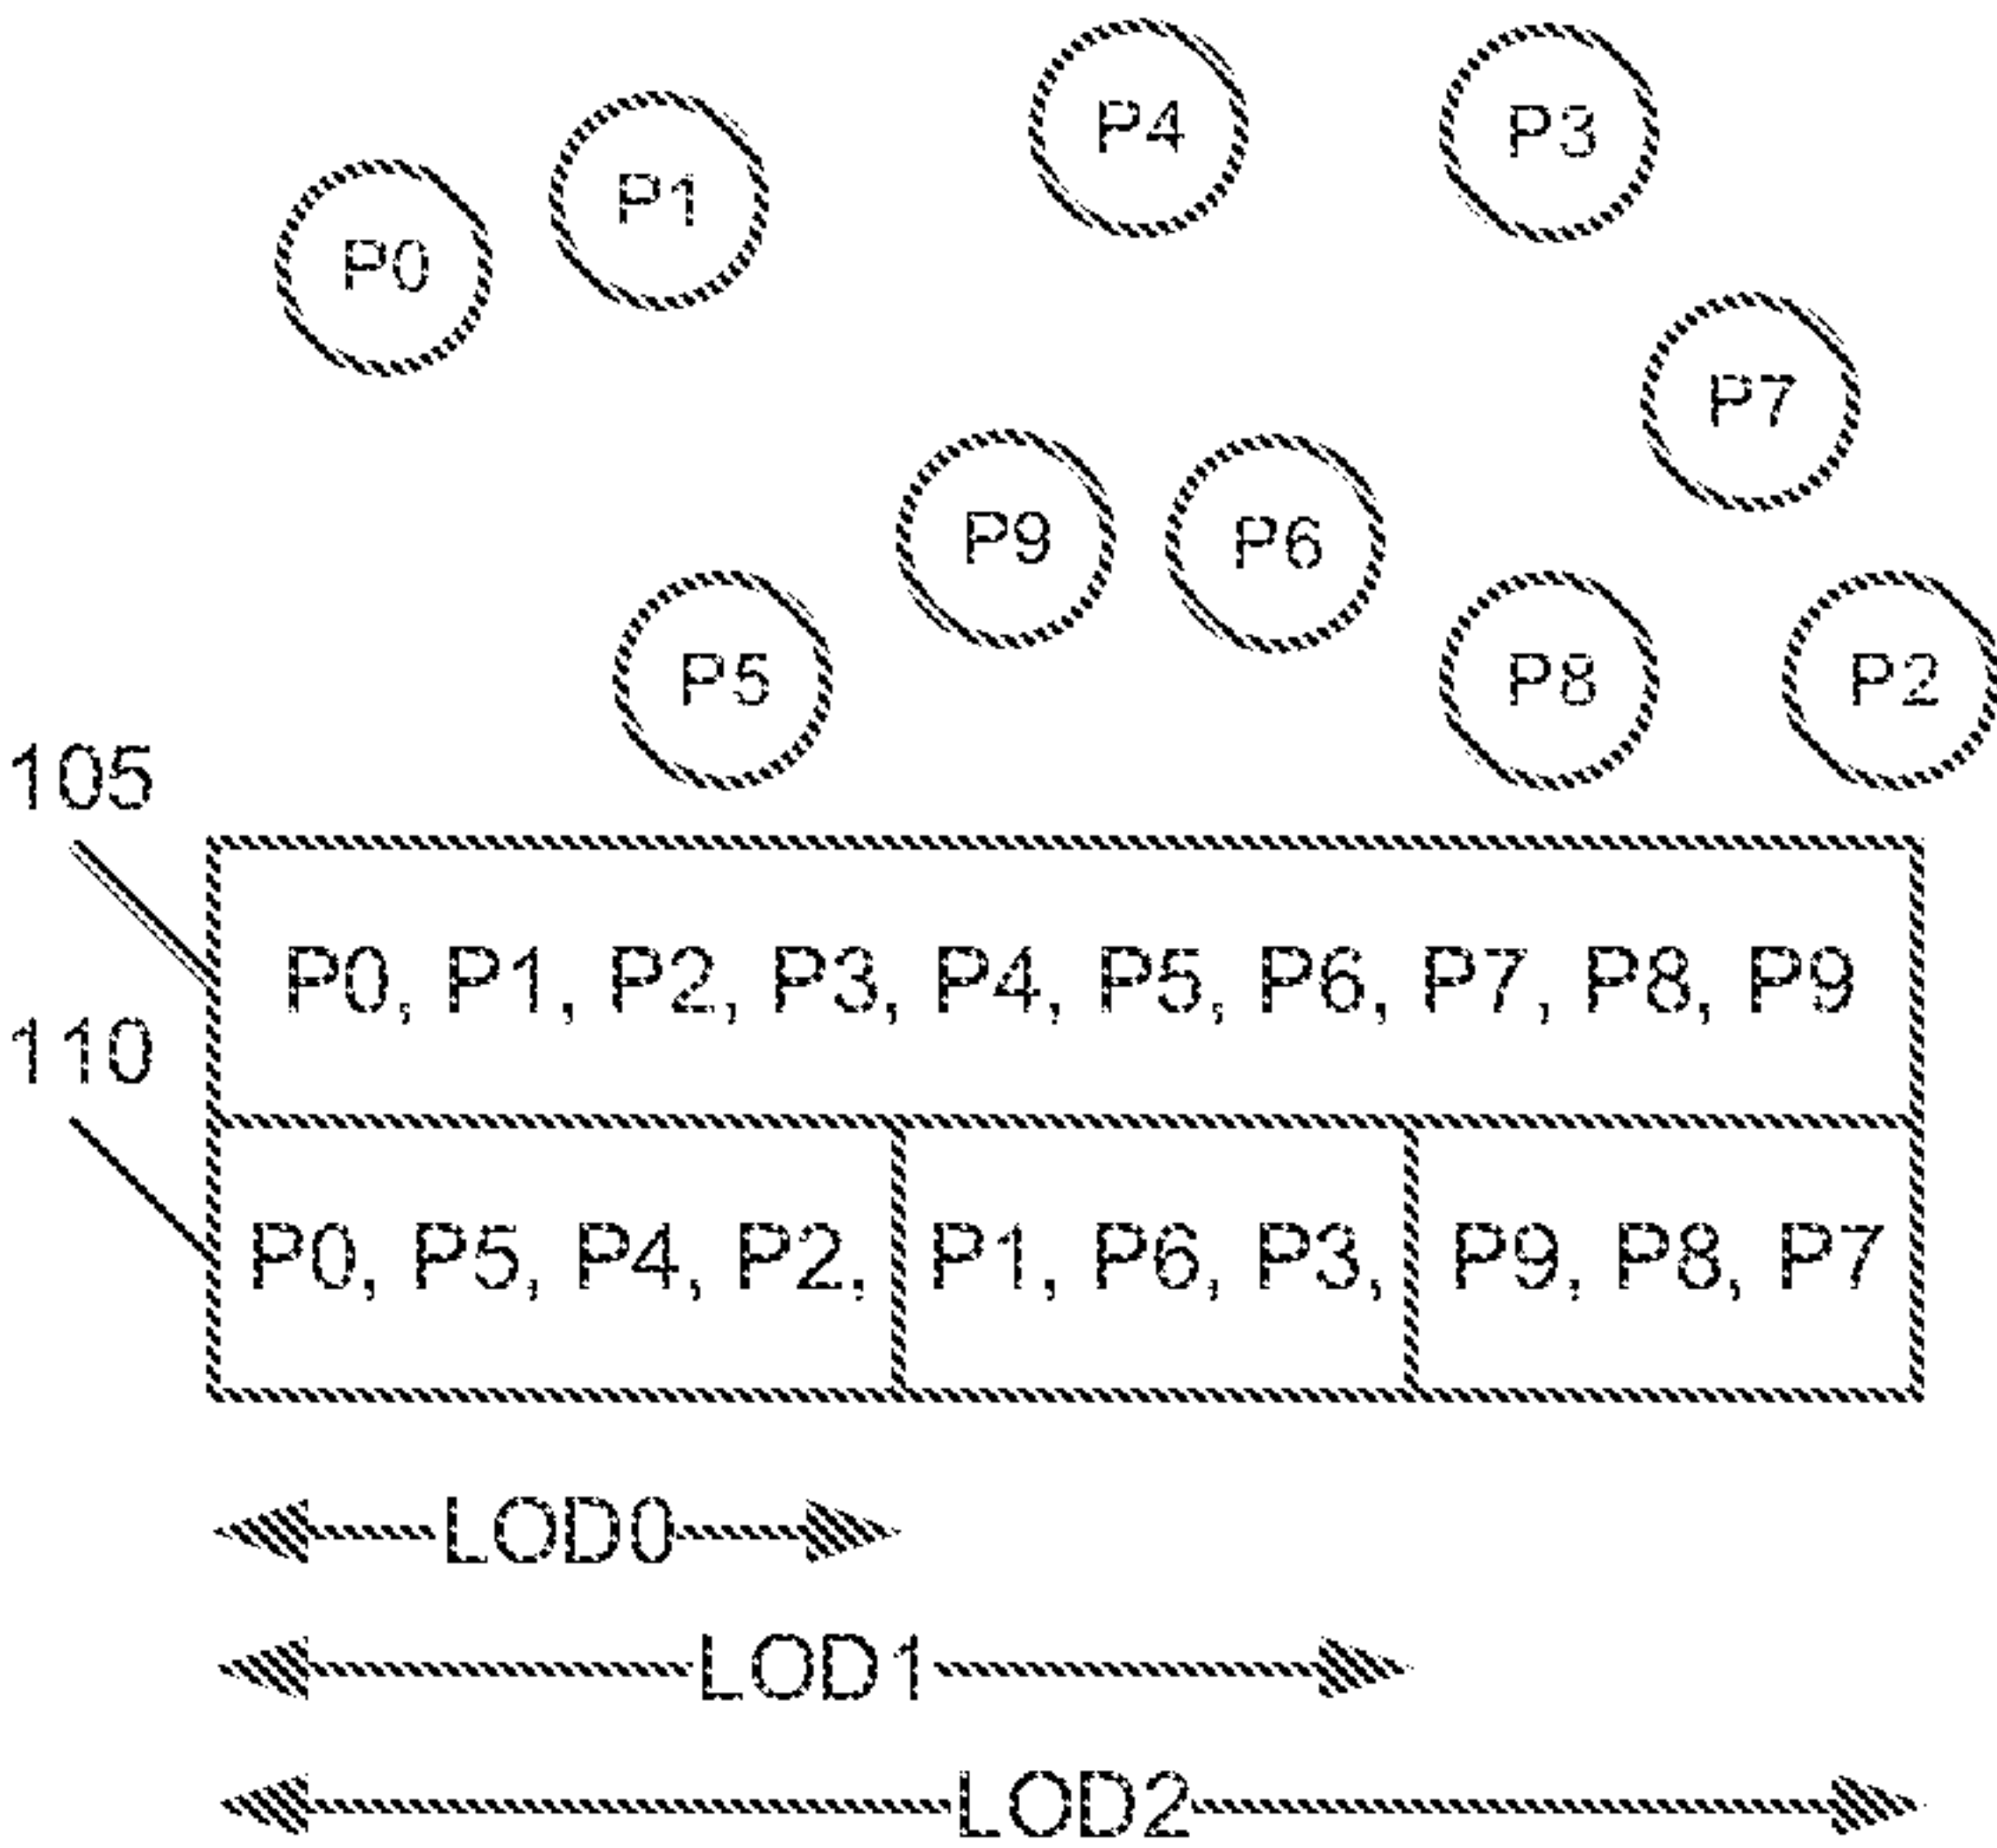 P4 P3
P1
P0
P7
P9 P6
P5 P8 P2
105
P0, P1, P2, P3, P4, P5, P6, P7, P8, P9
110
P0, P5, P4, P2, P1, P6, P3, P9, P8, P7
LOD0
LOD1
LOD2